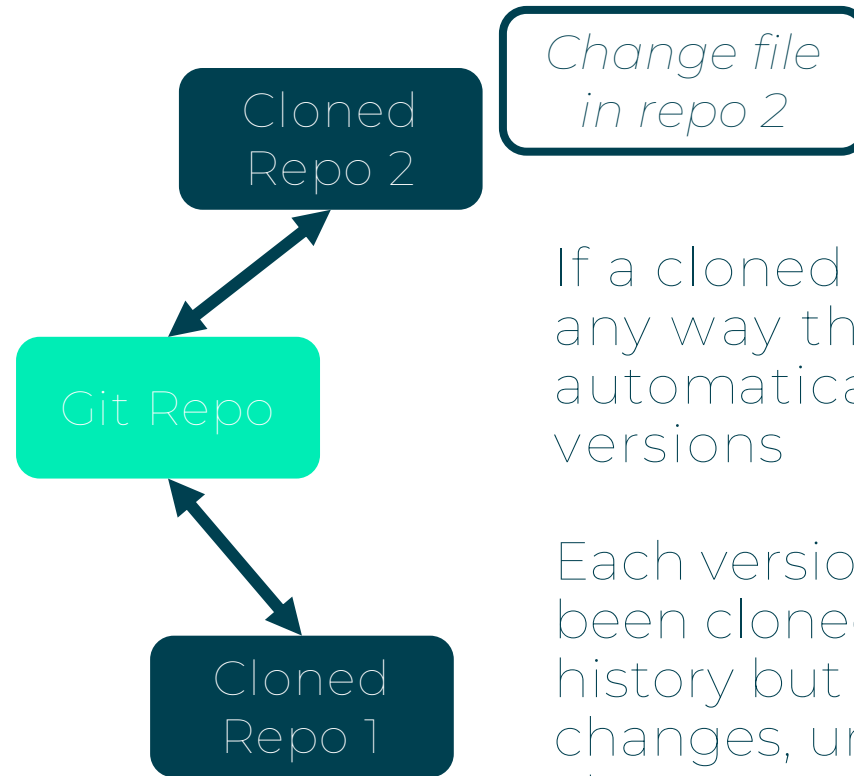 Change file
in repo 2
Cloned
Repo 2
If a cloned
any way th
automatica
versions
Git Repo
Each versio
been clone
history but
changes, u
Cloned
Repo 1